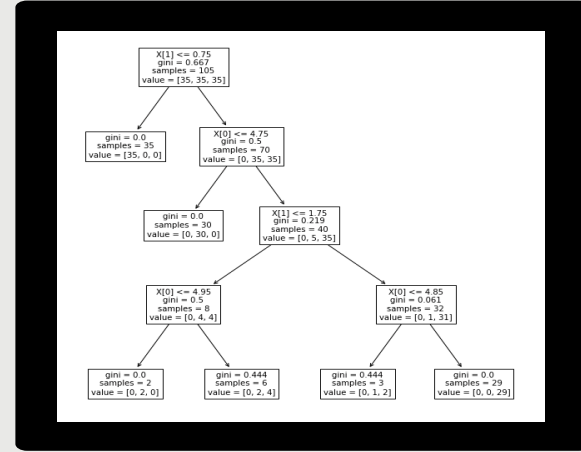 X[1] <= 0.75
gini = 0.667
samples = 105
value = [35, 35, 35]
gini = 0.0
samples = 35
value = [35, 0, 0]
X[0] <= 4.75
gini = 0.5
samples = 70
value = [0, 35, 35]
gini = 0.0
samples = 30
value = [0, 30, 0]
X[1] <= 1.75
gini = 0.219
samples = 40
value = [0, 5, 35]
X[0] <= 4.95
gini = 0.5
samples = 8
value = [0, 4, 4]
X[0] <= 4.85
gini = 0.061
samples = 32
value = [0, 1, 31]
gini = 0.0
samples = 2
value = [0, 2, 0]
gini = 0.444
samples = 6
value = [0, 2, 4]
gini = 0.444
samples = 3
value = [0, 1, 2]
gini = 0.0
samples = 29
value = [0, 0, 29]